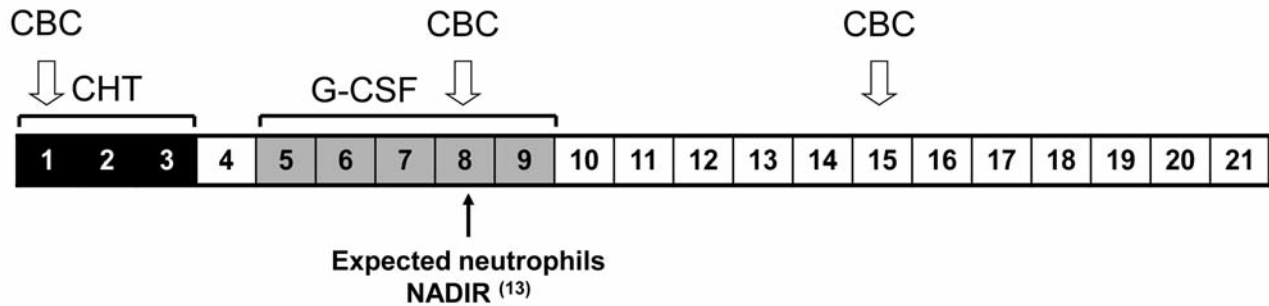 CBC CBC CBC
CHT G-CSF
1 2 3 4 5 6 7 8 9 10 11 12 13 14 15 16 17 18 19 20 21
Expected neutrophils
NADIR (13)